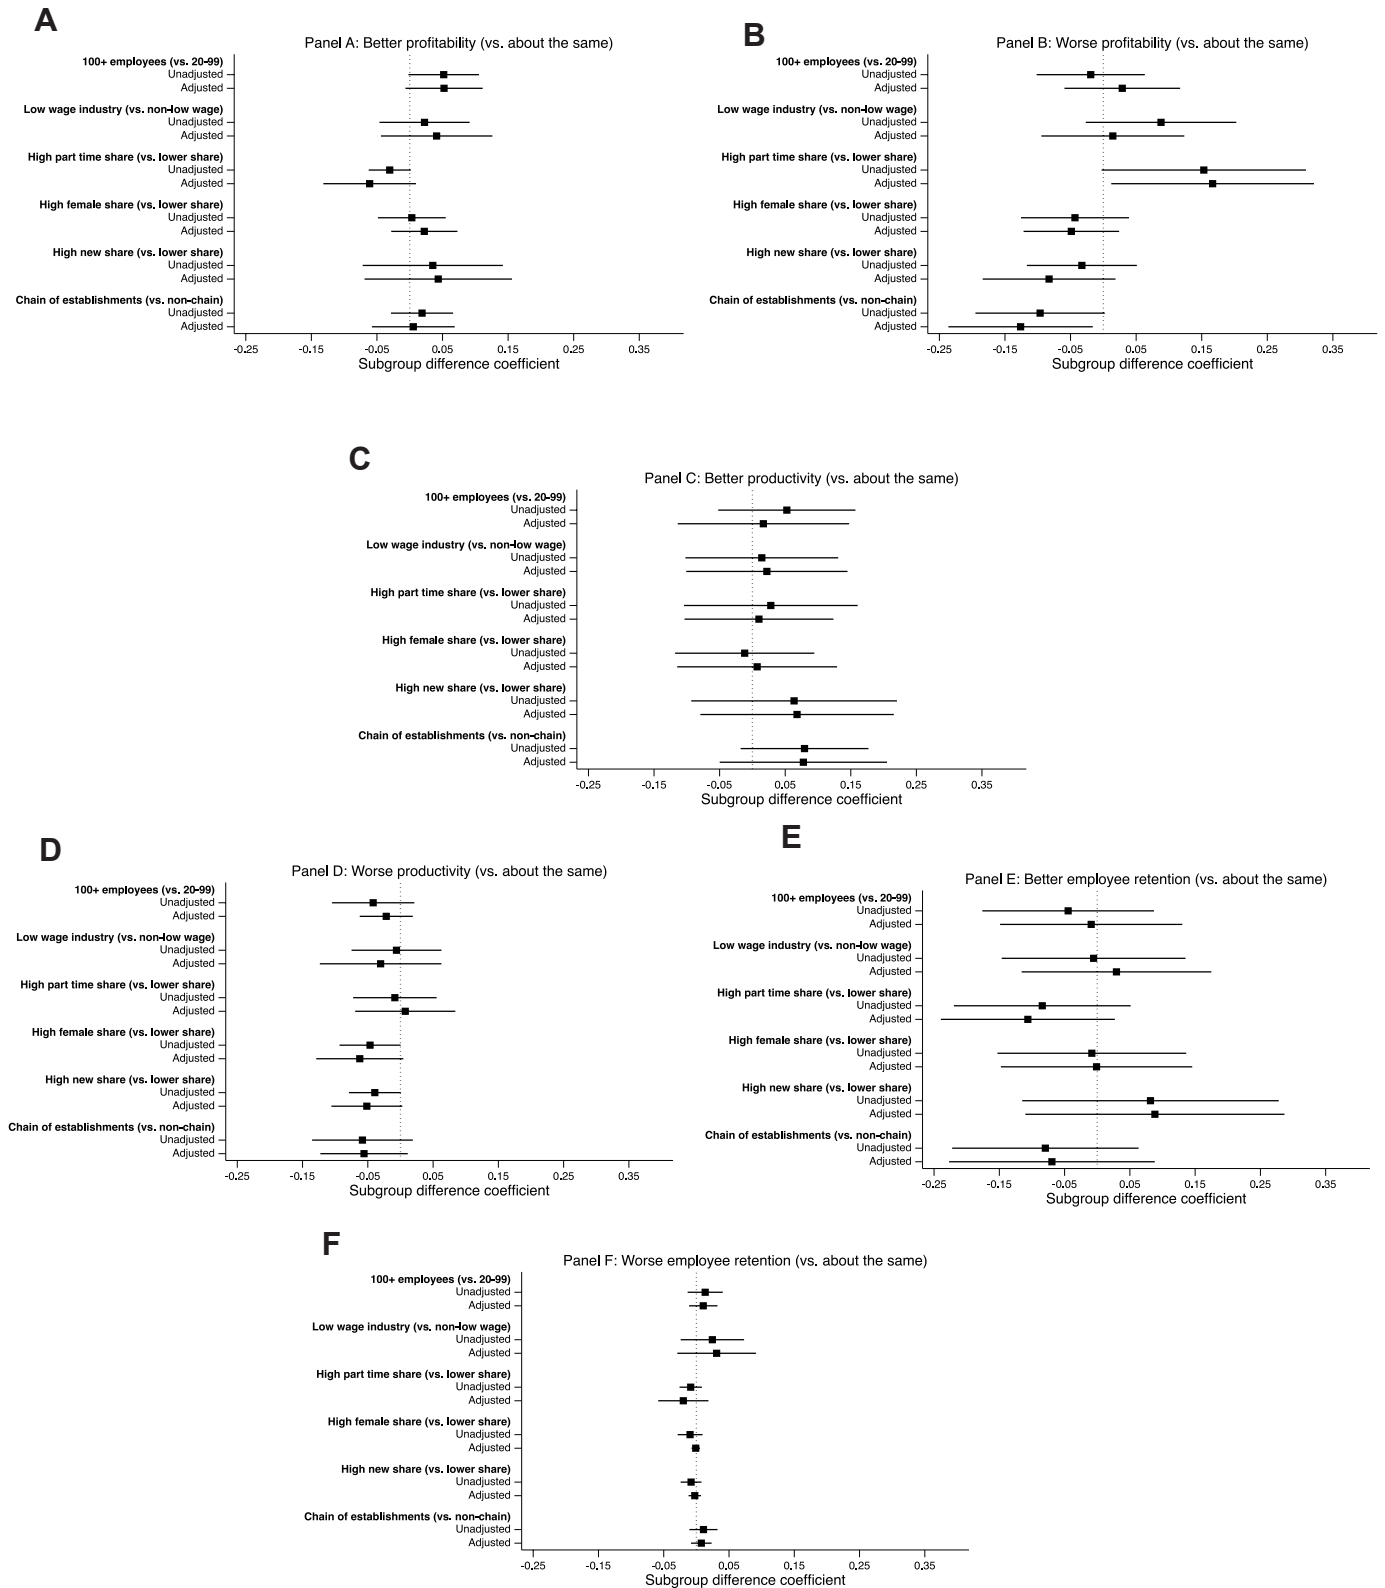 A
Panel A: Better profitability (vs. about the same)
100+ employees (vs. 20-99)
Unadjusted
Adjusted
Low wage industry (vs. non-low wage)
Unadjusted
Adjusted
High part time share (vs. lower share)
Unadjusted
Adjusted
High female share (vs. lower share)
Unadjusted
Adjusted
High new share (vs. lower share)
Unadjusted
Adjusted
Chain of establishments (vs. non-chain)
Unadjusted
Adjusted
-0.25 -0.15 -0.05 0.05 0.15 0.25 0.35
Subgroup difference coefficient
B
Panel B: Worse profitability (vs. about the same)
100+ employees (vs. 20-99)
Unadjusted
Adjusted
Low wage industry (vs. non-low wage)
Unadjusted
Adjusted
High part time share (vs. lower share)
Unadjusted
Adjusted
High female share (vs. lower share)
Unadjusted
Adjusted
High new share (vs. lower share)
Unadjusted
Adjusted
Chain of establishments (vs. non-chain)
Unadjusted
Adjusted
-0.25 -0.15 -0.05 0.05 0.15 0.25 0.35
Subgroup difference coefficient
C
Panel C: Better productivity (vs. about the same)
100+ employees (vs. 20-99)
Unadjusted
Adjusted
Low wage industry (vs. non-low wage)
Unadjusted
Adjusted
High part time share (vs. lower share)
Unadjusted
Adjusted
High female share (vs. lower share)
Unadjusted
Adjusted
High new share (vs. lower share)
Unadjusted
Adjusted
Chain of establishments (vs. non-chain)
Unadjusted
Adjusted
-0.25 -0.15 -0.05 0.05 0.15 0.25 0.35
Subgroup difference coefficient
D
Panel D: Worse productivity (vs. about the same)
100+ employees (vs. 20-99)
Unadjusted
Adjusted
Low wage industry (vs. non-low wage)
Unadjusted
Adjusted
High part time share (vs. lower share)
Unadjusted
Adjusted
High female share (vs. lower share)
Unadjusted
Adjusted
High new share (vs. lower share)
Unadjusted
Adjusted
Chain of establishments (vs. non-chain)
Unadjusted
Adjusted
-0.25 -0.15 -0.05 0.05 0.15 0.25 0.35
Subgroup difference coefficient
E
Panel E: Better employee retention (vs. about the same)
100+ employees (vs. 20-99)
Unadjusted
Adjusted
Low wage industry (vs. non-low wage)
Unadjusted
Adjusted
High part time share (vs. lower share)
Unadjusted
Adjusted
High female share (vs. lower share)
Unadjusted
Adjusted
High new share (vs. lower share)
Unadjusted
Adjusted
Chain of establishments (vs. non-chain)
Unadjusted
Adjusted
-0.25 -0.15 -0.05 0.05 0.15 0.25 0.35
Subgroup difference coefficient
F
Panel F: Worse employee retention (vs. about the same)
100+ employees (vs. 20-99)
Unadjusted
Adjusted
Low wage industry (vs. non-low wage)
Unadjusted
Adjusted
High part time share (vs. lower share)
Unadjusted
Adjusted
High female share (vs. lower share)
Unadjusted
Adjusted
High new share (vs. lower share)
Unadjusted
Adjusted
Chain of establishments (vs. non-chain)
Unadjusted
Adjusted
-0.25 -0.15 -0.05 0.05 0.15 0.25 0.35
Subgroup difference coefficient